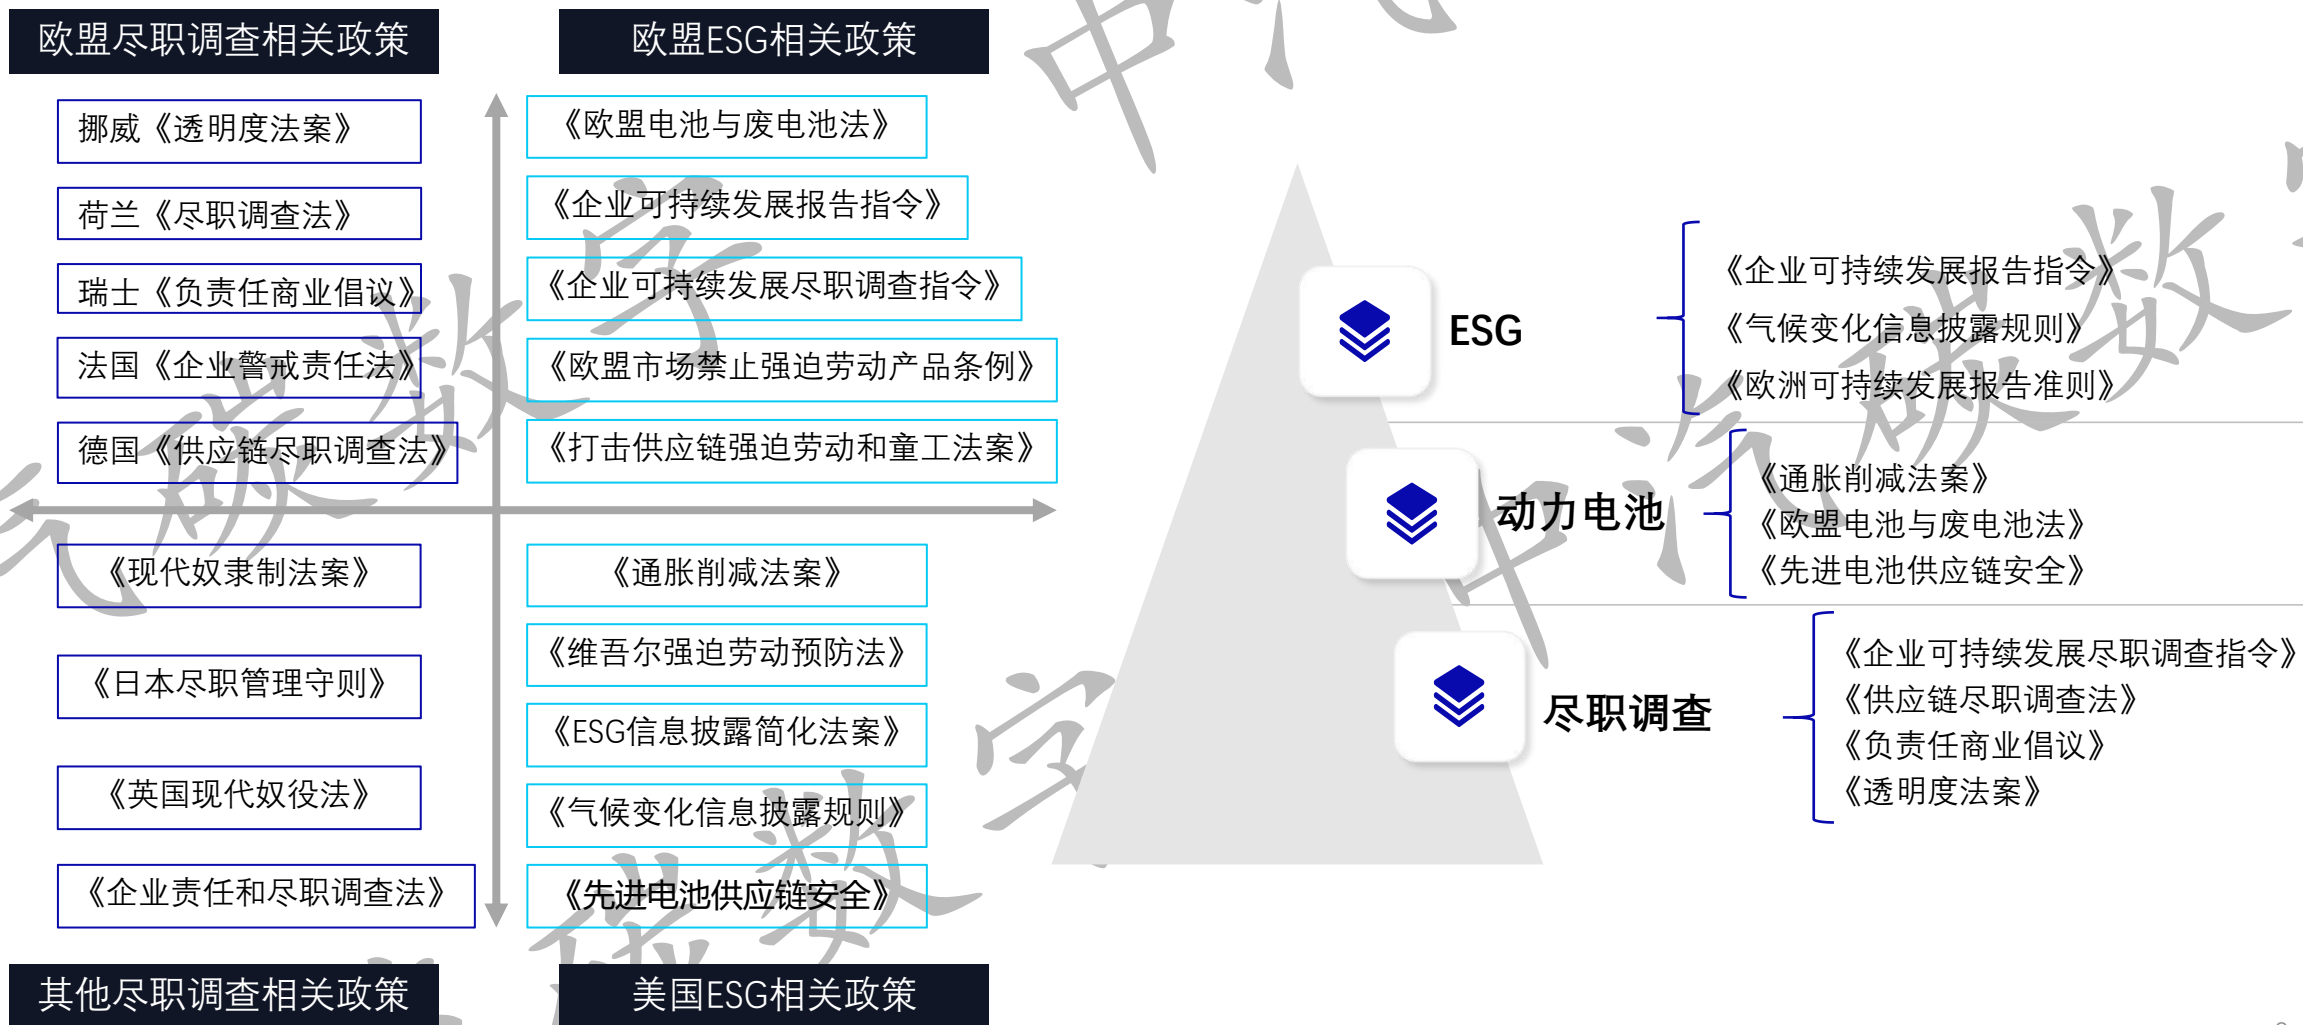 欧盟尽职调查相关政策
欧盟ESG相关政策
挪威《透明度法案》
荷兰《尽职调查法》
瑞士《负责任商业倡议》
法国《企业警戒责任法》
德国《供应链尽职调查法》
《欧盟电池与废电池法》
《企业可持续发展报告指令》
《企业可持续发展尽职调查指令》
《欧盟市场禁止强迫劳动产品条例》
《打击供应链强迫劳动和童工法案》
《现代奴隶制法案》
《日本尽职管理守则》
《英国现代奴役法》
《企业责任和尽职调查法》
《通胀削减法案》
《维吾尔强迫劳动预防法》
《ESG信息披露简化法案》
《气候变化信息披露规则》
《先进电池供应链安全》
其他尽职调查相关政策
美国ESG相关政策
ESG
《企业可持续发展报告指令》
《气候变化信息披露规则》
《欧洲可持续发展报告准则》
动力电池
《通胀削减法案》
《欧盟电池与废电池法》
《先进电池供应链安全》
尽职调查
《企业可持续发展尽职调查指令》
《供应链尽职调查法》
《负责任商业倡议》
《透明度法案》
中汽碳数字